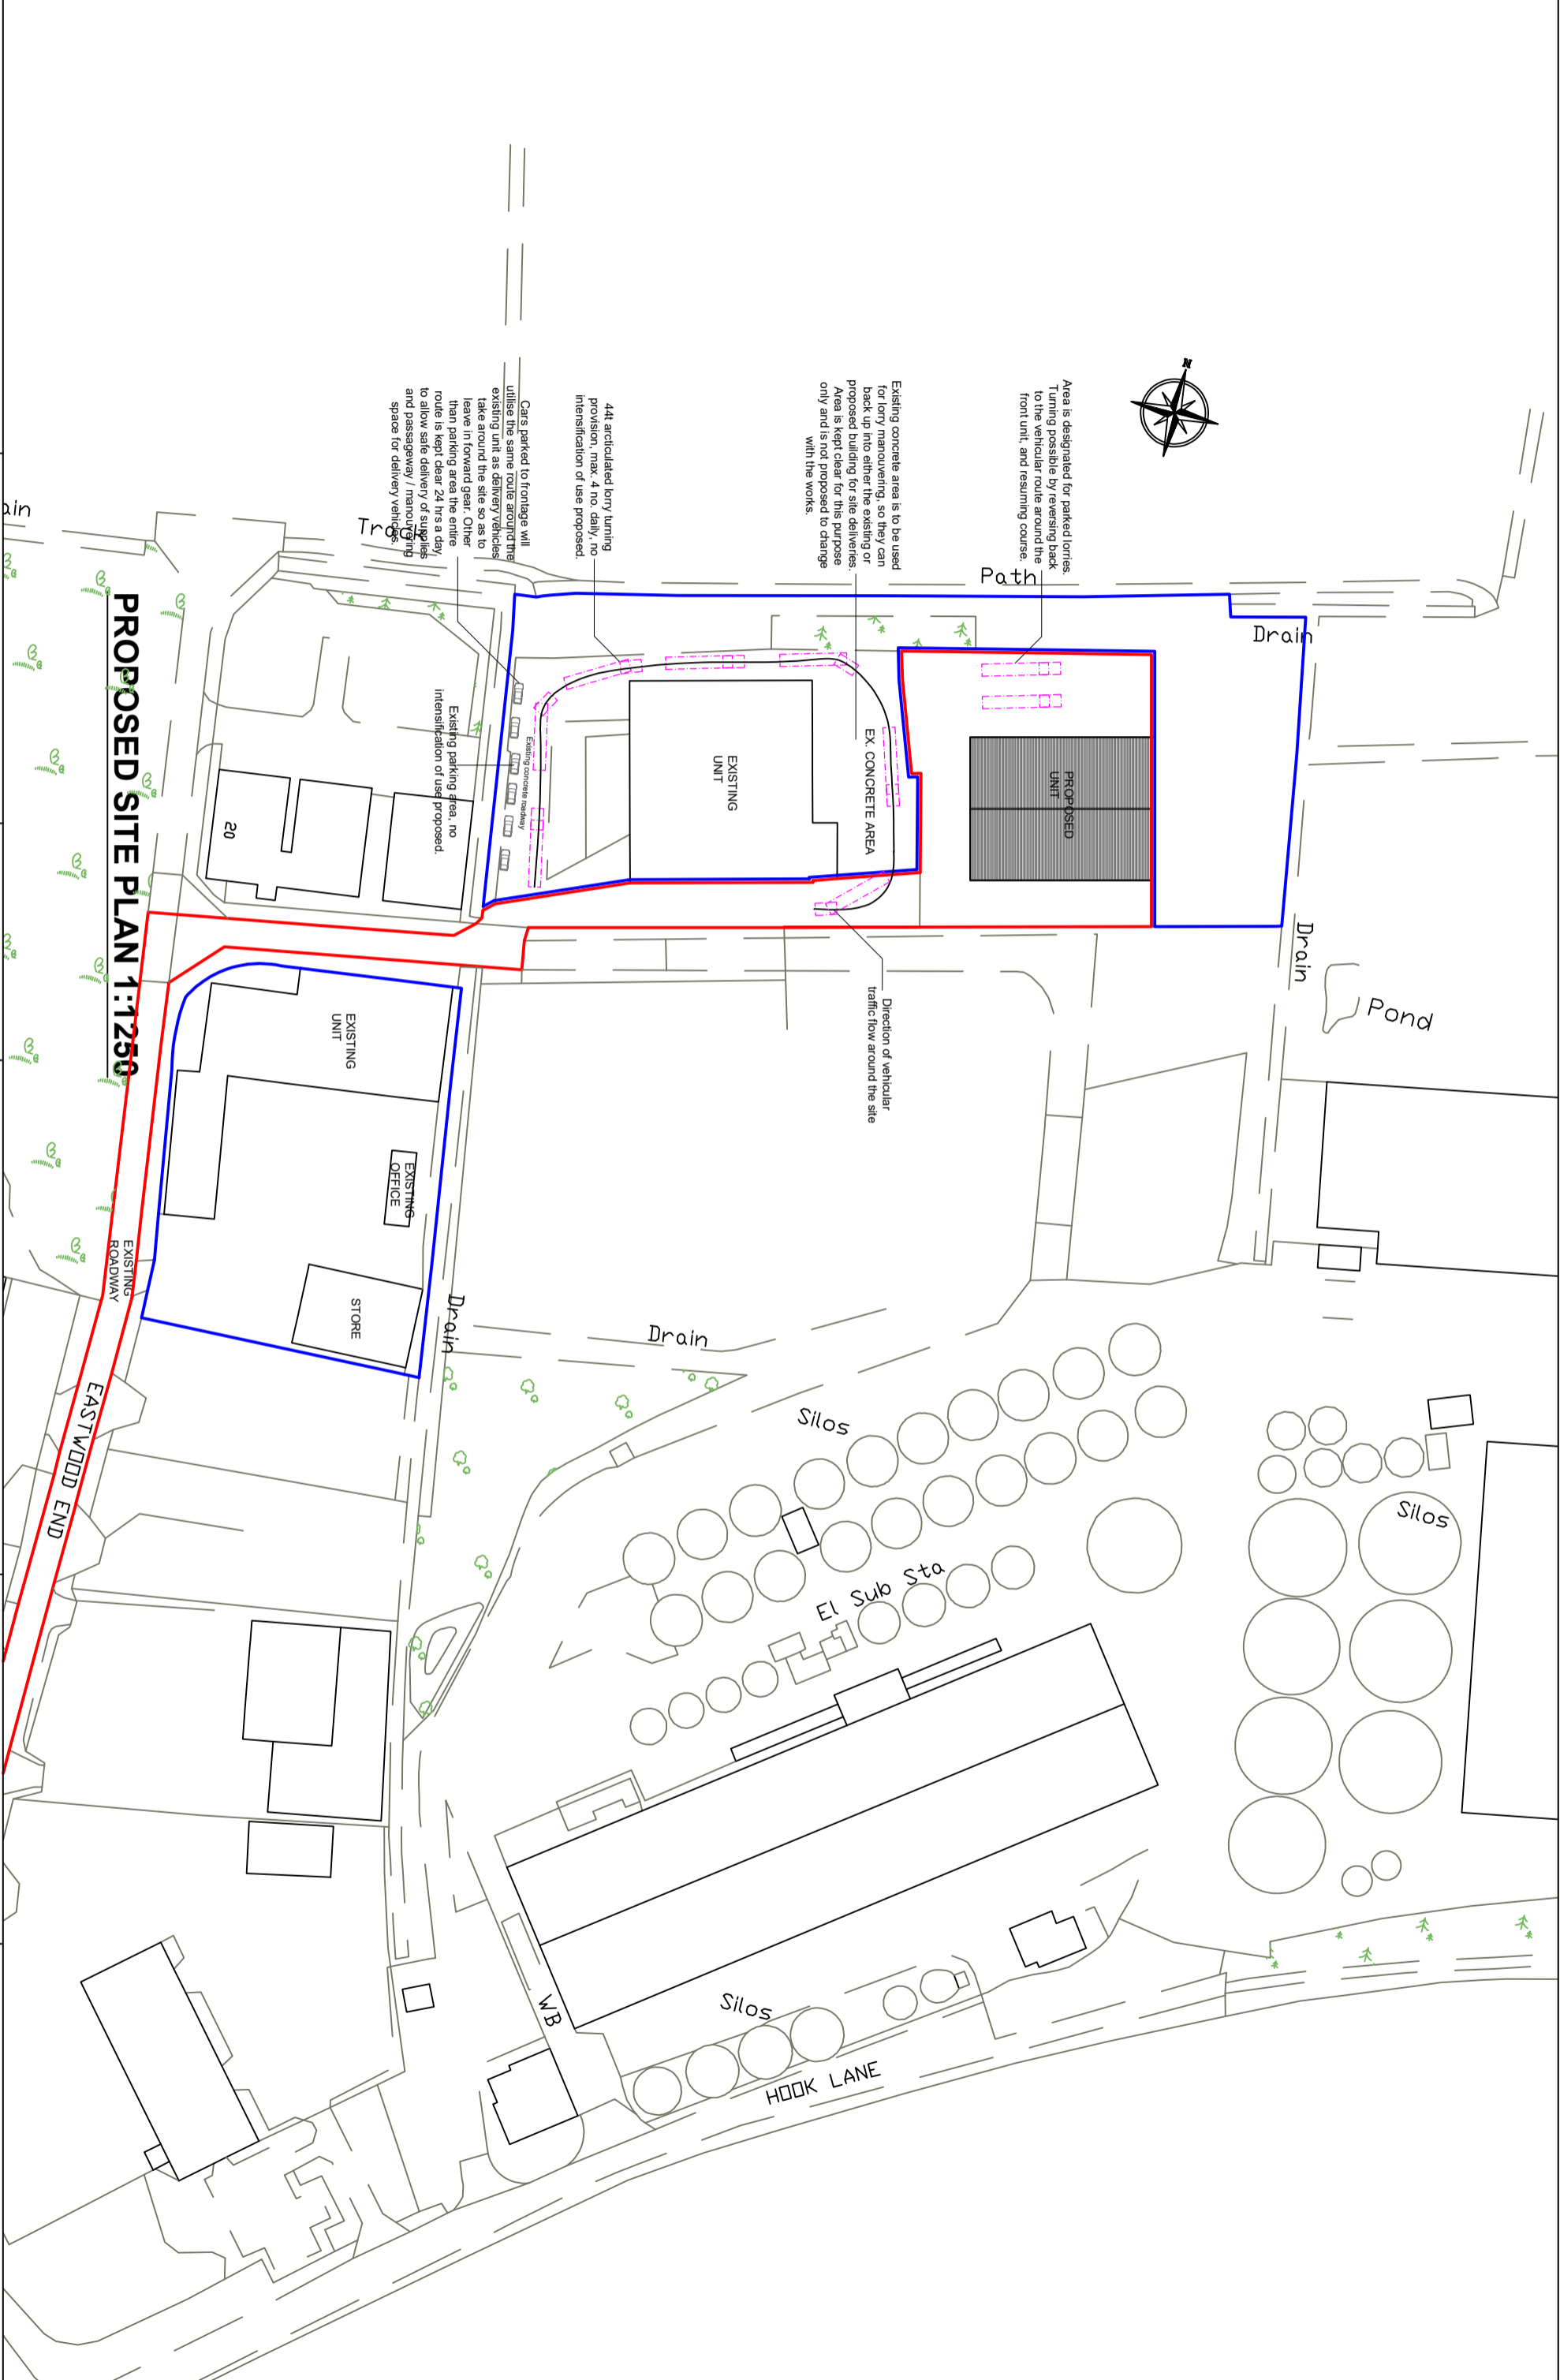 N
Area is designated for parked lorries.
Turning possible by reversing back
to the vehicular route around the
front unit, and resuming course.
Existing concrete area is to be used
for lorry manouvering, so they can
back up into either the existing or
proposed building for site deliveries.
Area is kept clear for this purpose
only and is not proposed to change
with the works.
44t arcticulated lorry turning
provision, max. 4 no. daily, no
intensification of use proposed.
Cars parked to frontage will
utilise the same route around the
existing unit as delivery vehicles
take around the site so as to
leave in forward gear. Other
than parking area the entire
route is kept clear 24 hrs a day
to allow safe delivery of supplies
and passageway / manouvering
space for delivery vehicles.
Track
Path
Drain
ain
Existing parking area, no
intensification of use proposed.
Existing concrete roadway
EXISTING
UNIT
EX. CONCRETE AREA
PROPOSED
UNIT
20
PROPOSED SITE PLAN 1:1250
Direction of vehicular
traffic flow around the site
Drain
Pond
EXISTING
UNIT
EXISTING
OFFICE
STORE
EXISTING
ROADWAY
Drain
Drain
EASTWOOD END
Silos
Silos
El Sub Sta
WB
Silos
HOOK LANE